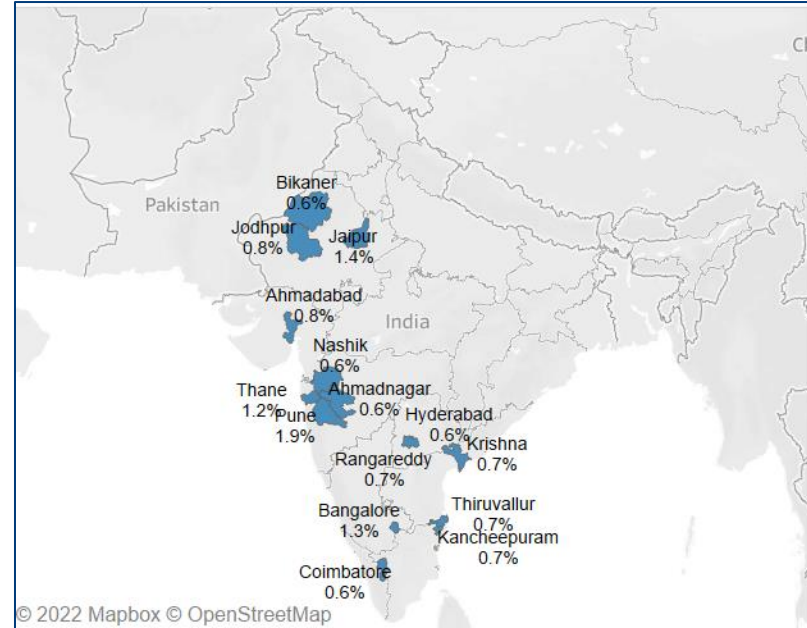 Ch
Bikaner
0.6%
Pakistan
Jodhpur
0.8%
Jaipur
1.4%
Ahmadabad
0.8%
India
Nashik
0.6%
Thane
1.2%
Ahmadnagar
0.6%
Pune
1.9%
Hyderabad
0.6%
Krishna
0.7%
Rangareddy
0.7%
Bangalore
1.3%
Thiruvallur
0.7%
Kancheepuram
0.7%
Coimbatore
0.6%
© 2022 Mapbox © OpenStreetMap